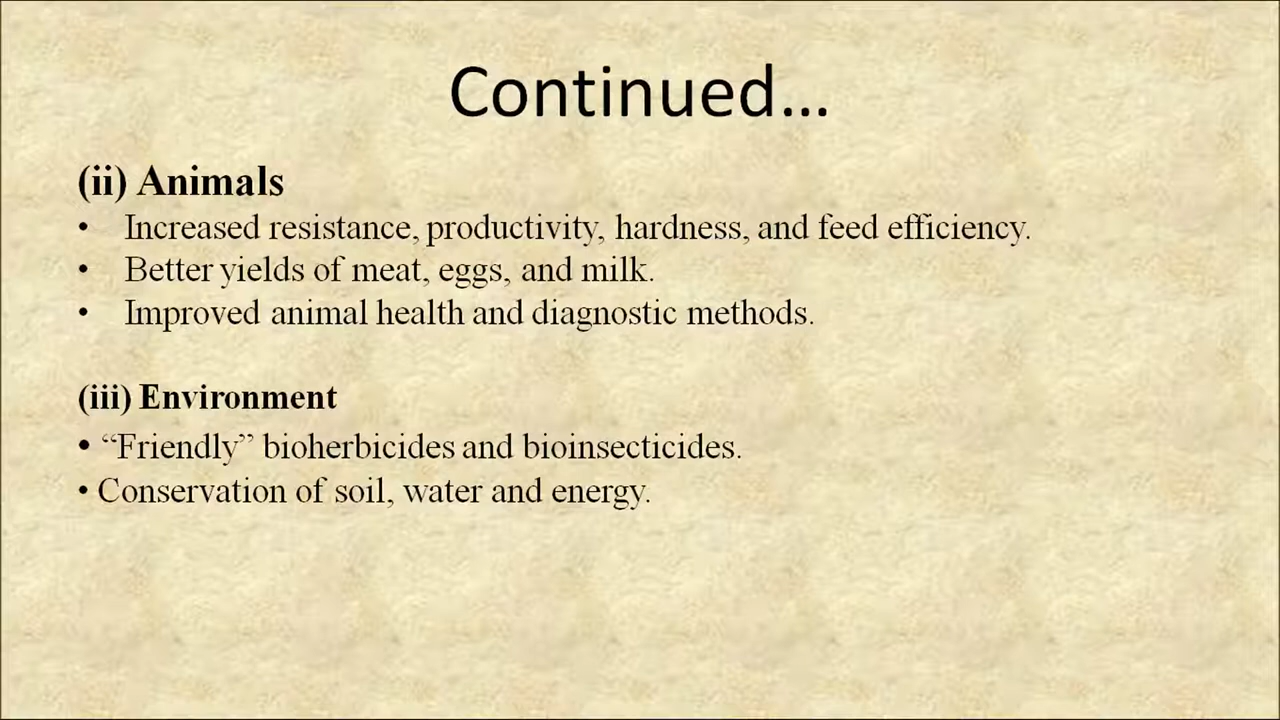 Continued...
(ii) Animals
• Increased resistance, productivity, hardness, and feed efficiency.
• Better yields of meat, eggs, and milk.
• Improved animal health and diagnostic methods.
(iii) Environment
• “Friendly” bioherbicides and bioinsecticides.
• Conservation of soil, water and energy.